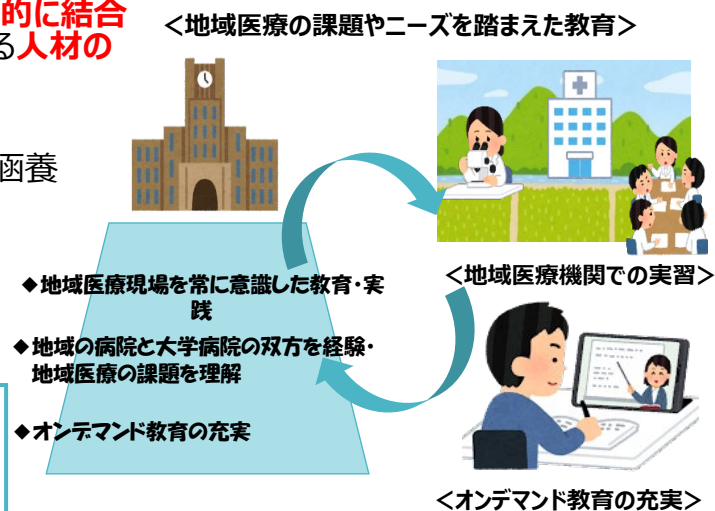 的に結合
る人材の
函養
＜地域医療の課題やニーズを踏まえた教育＞
◆地域医療現場を常に意識した教育・実
践
◆地域の病院と大学病院の双方を経験・
地域医療の課題を理解
◆オンデマンド教育の充実
＜地域医療機関での実習＞
＜オンデマンド教育の充実＞